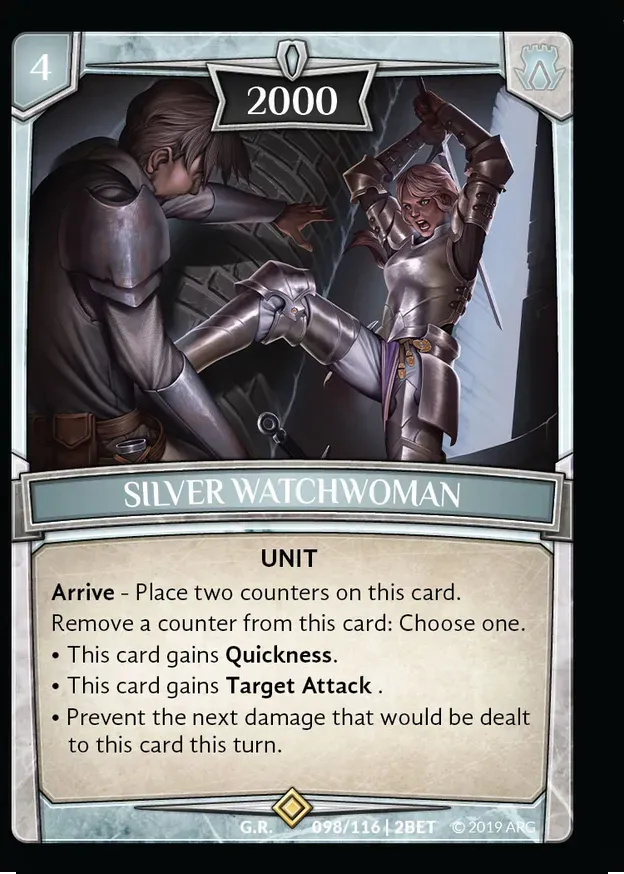 4
2000
SILVER WATCHWOMAN
UNIT
Arrive - Place two counters on this card.
Remove a counter from this card: Choose one.
• This card gains Quickness.
• This card gains Target Attack .
• Prevent the next damage that would be dealt
to this card this turn.
G.R. 098/116 | 2BET © 2019 ARG